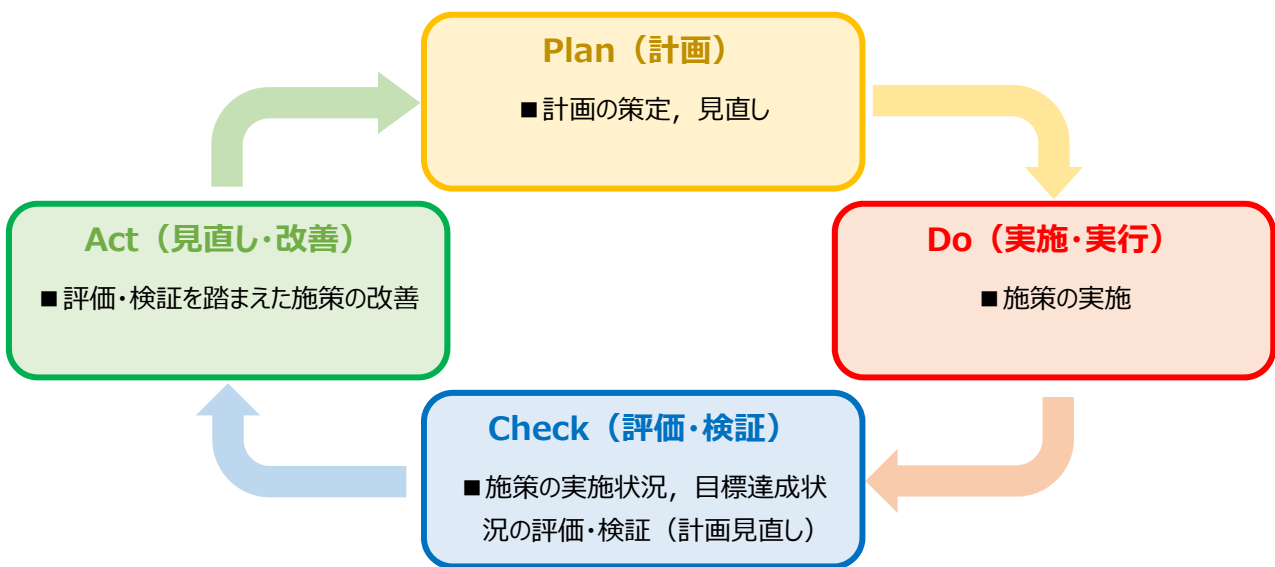 Plan（計画）
■計画の策定，見直し
Act（見直し・改善）
■評価・検証を踏まえた施策の改善
Do（実施・実行）
■施策の実施
Check（評価・検証）
■施策の実施状況，目標達成状
況の評価・検証（計画見直し）